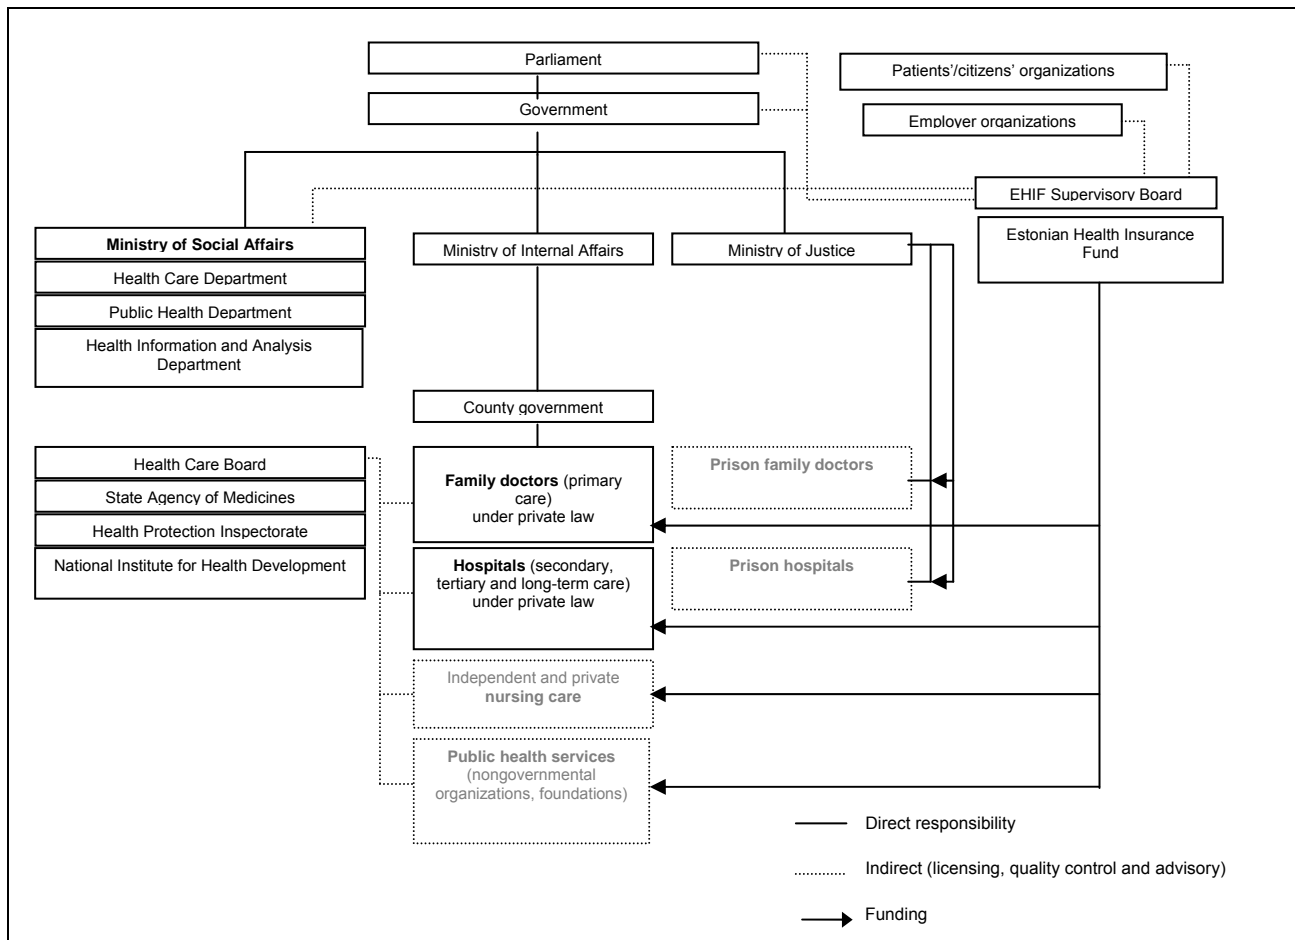 Parliament
Patients'/citizens' organizations
Government
Employer organizations
EHIF Supervisory Board
Estonian Health Insurance
Fund
Ministry of Social Affairs
Ministry of Internal Affairs
Ministry of Justice
Health Care Department
Public Health Department
Health Information and Analysis
Department
County government
Health Care Board
State Agency of Medicines
Health Protection Inspectorate
National Institute for Health Development
Family doctors (primary
care)
under private law
Prison family doctors
Hospitals (secondary,
tertiary and long-term care)
under private law
Prison hospitals
Independent and private
nursing care
Public health services
(nongovernmental
organizations, foundations)
Direct responsibility
Indirect (licensing, quality control and advisory)
Funding